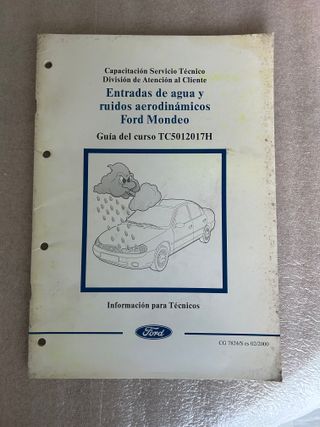 Capacitación Servicio Técnico
División de Atención al Cliente
Entradas de agua y
ruidos aerodinámicos
Ford Mondeo
Guía del curso TC5012017H
Información para Técnicos
Ford
CG 7826/S es 02/2000